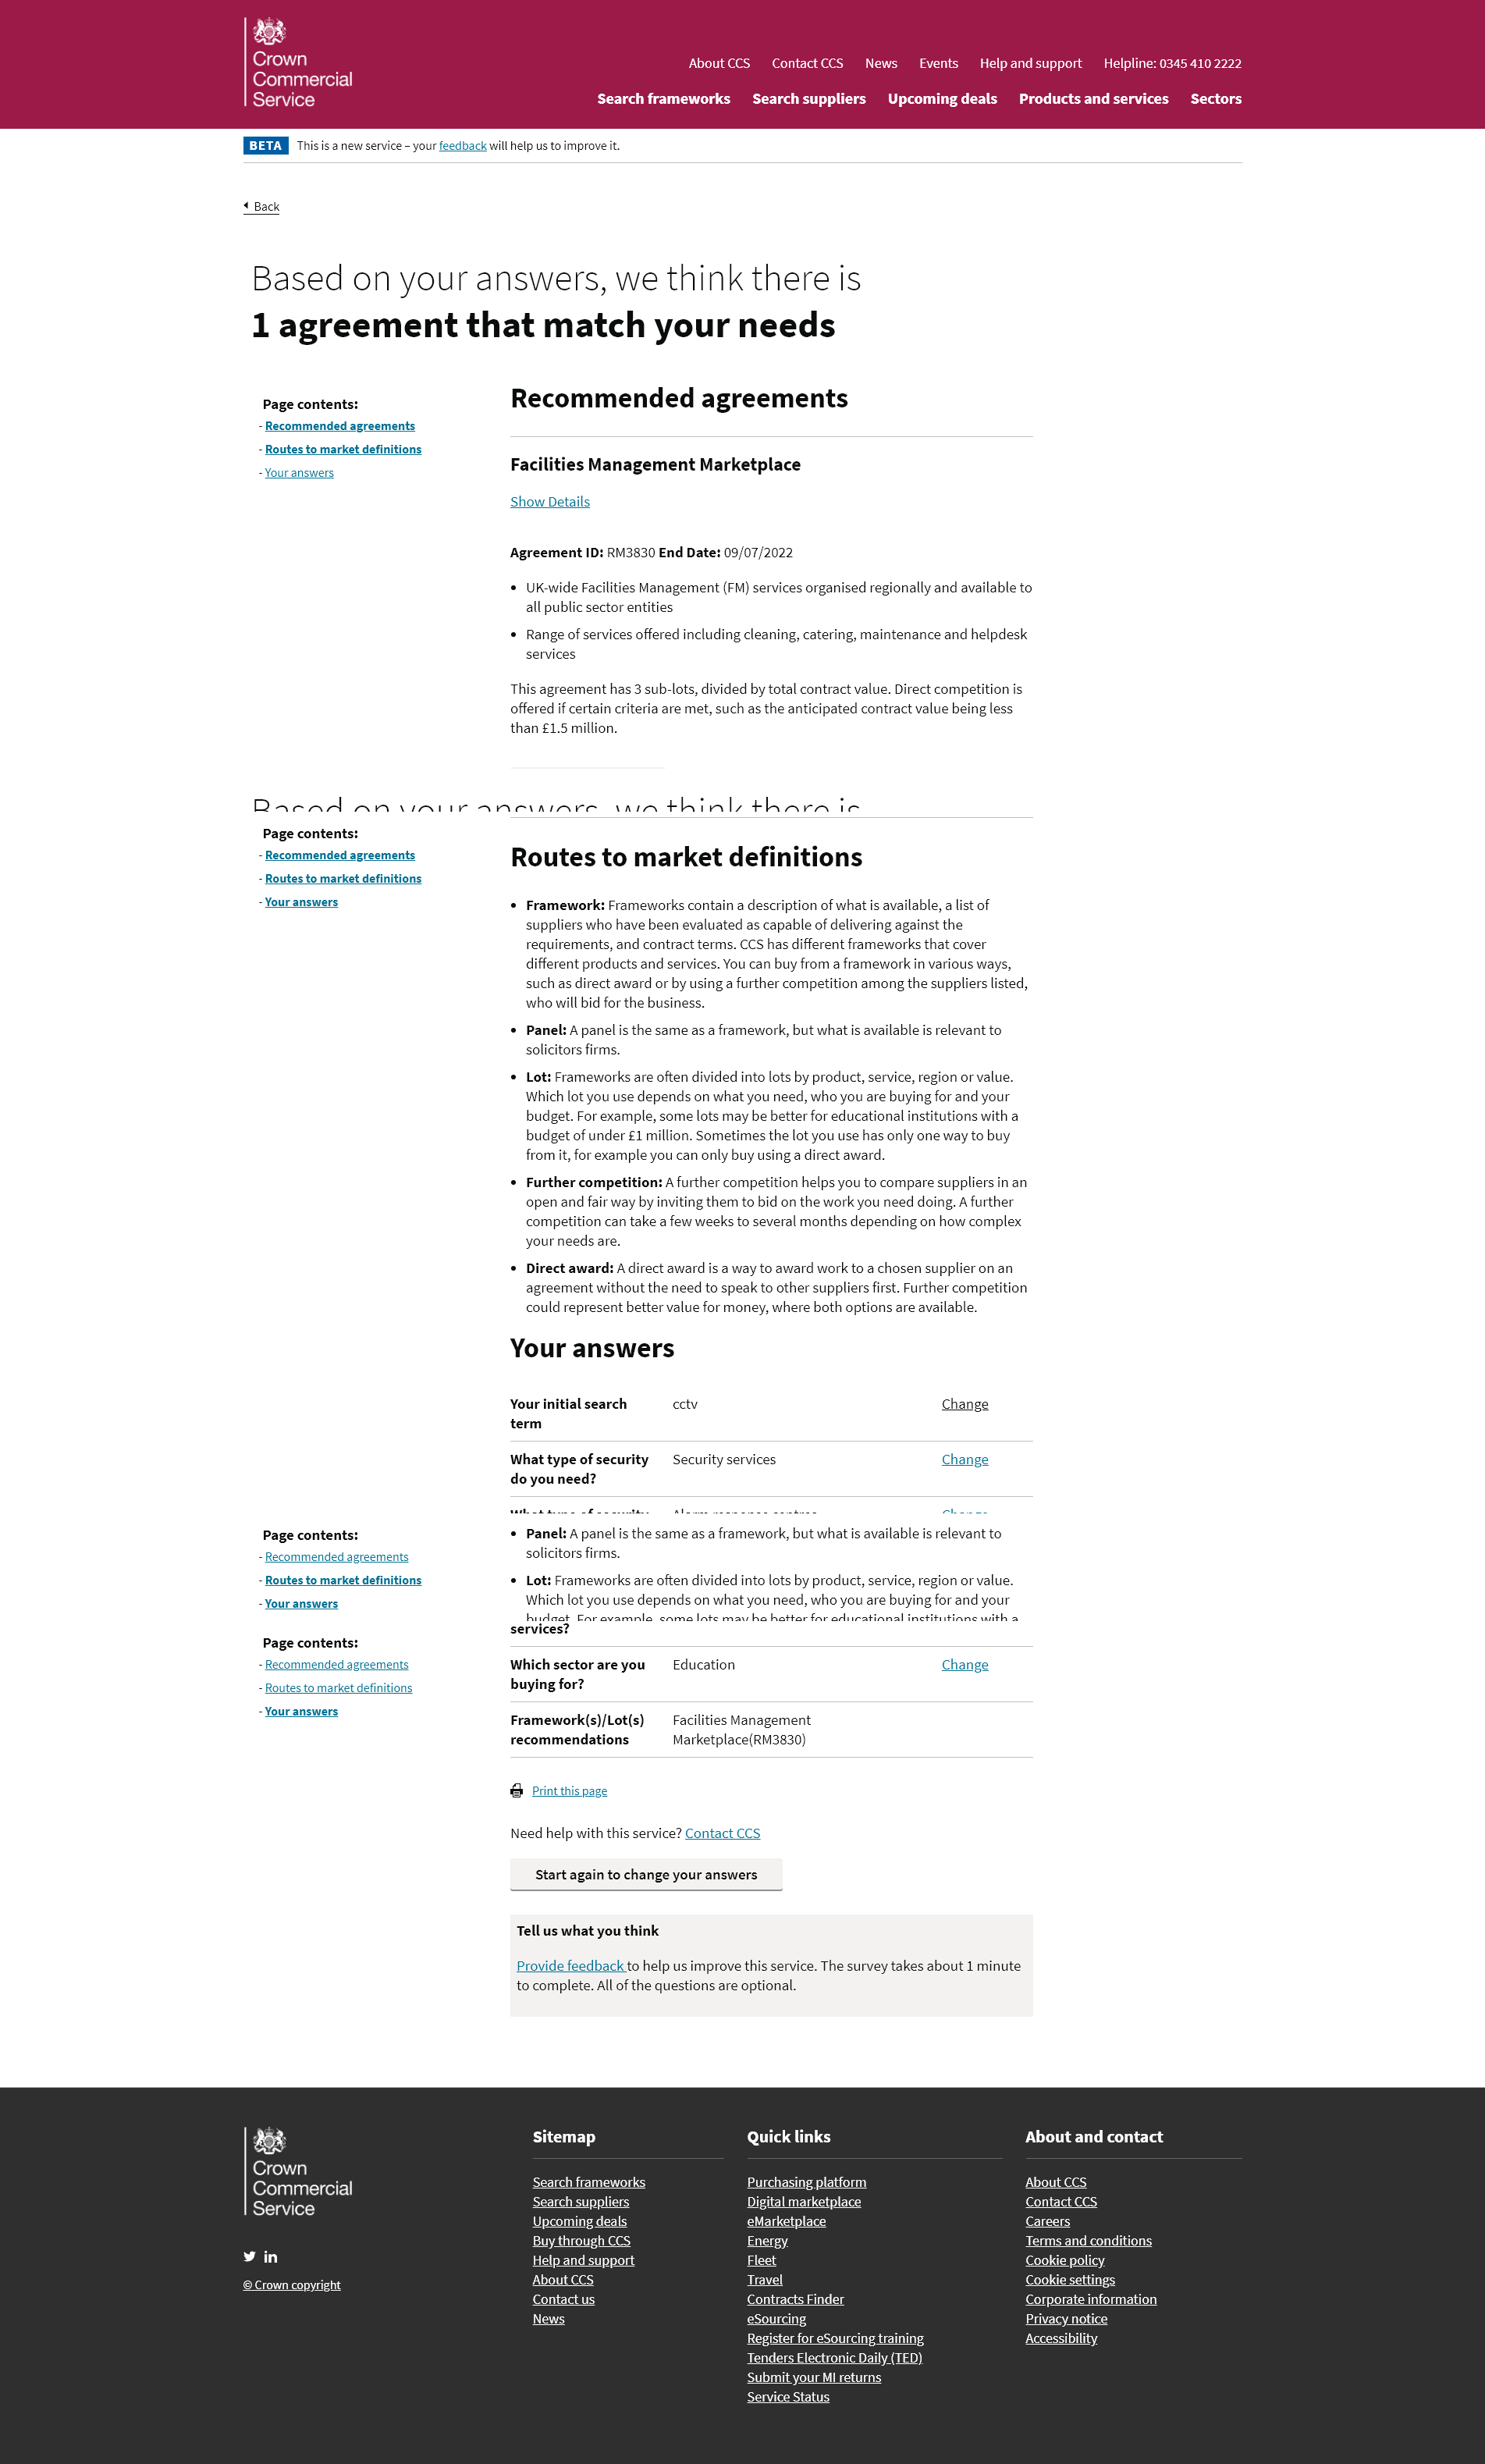 Crown
Commercial
Service
About CCS Contact CCS News Events Help and support Helpline: 0345 410 2222
Search frameworks Search suppliers Upcoming deals Products and services Sectors
BETA This is a new service – your feedback will help us to improve it.
Back
Based on your answers, we think there is
1 agreement that match your needs
Page contents:
- Recommended agreements
- Routes to market definitions
- Your answers
Recommended agreements
Facilities Management Marketplace
Show Details
Agreement ID: RM3830 End Date: 09/07/2022
• UK-wide Facilities Management (FM) services organised regionally and available to
all public sector entities
• Range of services offered including cleaning, catering, maintenance and helpdesk
services
This agreement has 3 sub-lots, divided by total contract value. Direct competition is
offered if certain criteria are met, such as the anticipated contract value being less
than £1.5 million.
Based on your answers, we think there is
Page contents:
- Recommended agreements
- Routes to market definitions
- Your answers
Routes to market definitions
• Framework: Frameworks contain a description of what is available, a list of
suppliers who have been evaluated as capable of delivering against the
requirements, and contract terms. CCS has different frameworks that cover
different products and services. You can buy from a framework in various ways,
such as direct award or by using a further competition among the suppliers listed,
who will bid for the business.
• Panel: A panel is the same as a framework, but what is available is relevant to
solicitors firms.
• Lot: Frameworks are often divided into lots by product, service, region or value.
Which lot you use depends on what you need, who you are buying for and your
budget. For example, some lots may be better for educational institutions with a
budget of under £1 million. Sometimes the lot you use has only one way to buy
from it, for example you can only buy using a direct award.
• Further competition: A further competition helps you to compare suppliers in an
open and fair way by inviting them to bid on the work you need doing. A further
competition can take a few weeks to several months depending on how complex
your needs are.
• Direct award: A direct award is a way to award work to a chosen supplier on an
agreement without the need to speak to other suppliers first. Further competition
could represent better value for money, where both options are available.
Your answers
Your initial search
term
cctv
Change
What type of security
do you need?
Security services
Change
What type of security Alarm response centres Change
Page contents:
- Recommended agreements
- Routes to market definitions
- Your answers
• Panel: A panel is the same as a framework, but what is available is relevant to
solicitors firms.
• Lot: Frameworks are often divided into lots by product, service, region or value.
Which lot you use depends on what you need, who you are buying for and your
budget. For example, some lots may be better for educational institutions with a
services?
Page contents:
- Recommended agreements
- Routes to market definitions
- Your answers
Which sector are you
buying for?
Education
Change
Framework(s)/Lot(s)
recommendations
Facilities Management
Marketplace(RM3830)
Print this page
Need help with this service? Contact CCS
Start again to change your answers
Tell us what you think
Provide feedback to help us improve this service. The survey takes about 1 minute
to complete. All of the questions are optional.
Crown
Commercial
Service
© Crown copyright
Sitemap
Search frameworks
Search suppliers
Upcoming deals
Buy through CCS
Help and support
About CCS
Contact us
News
Quick links
Purchasing platform
Digital marketplace
eMarketplace
Energy
Fleet
Travel
Contracts Finder
eSourcing
Register for eSourcing training
Tenders Electronic Daily (TED)
Submit your MI returns
Service Status
About and contact
About CCS
Contact CCS
Careers
Terms and conditions
Cookie policy
Cookie settings
Corporate information
Privacy notice
Accessibility